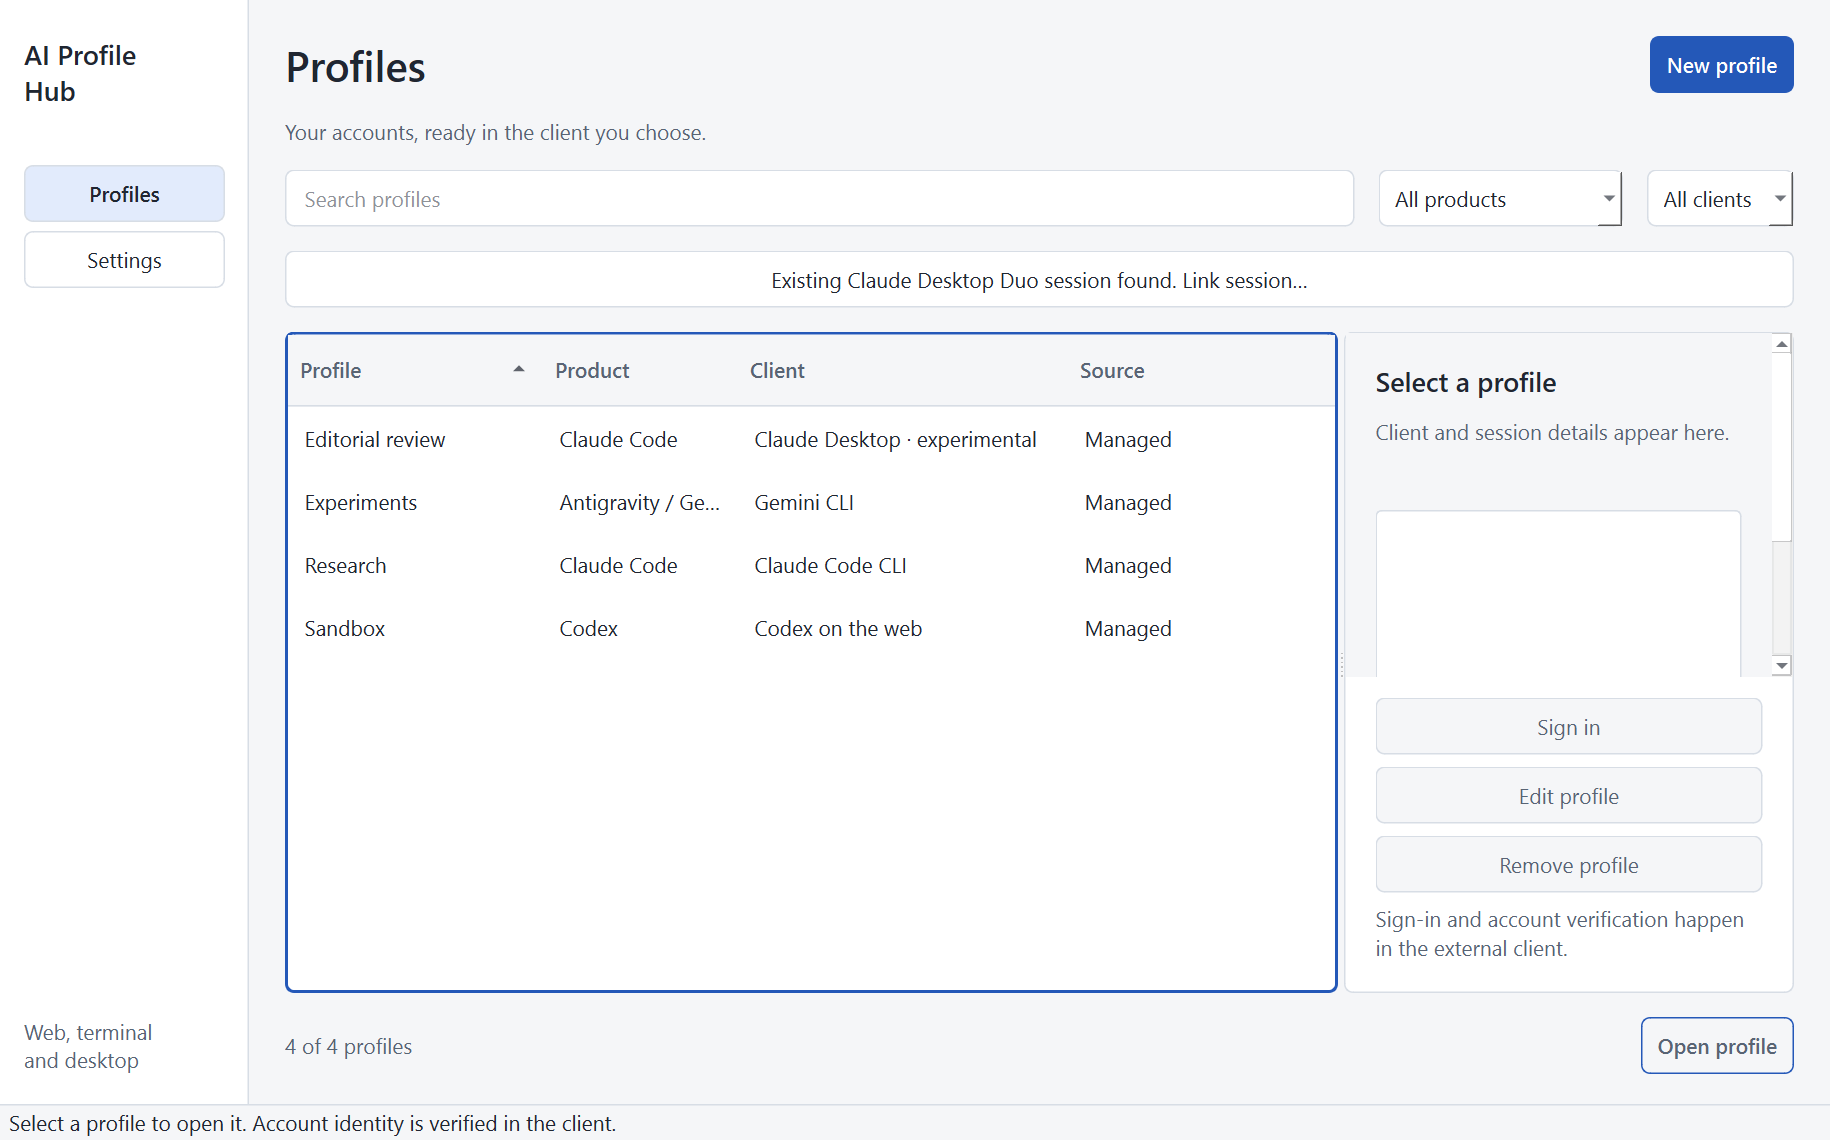 AI Profile
Hub
Profiles
Settings
Web, terminal
and desktop
Profiles
New profile
Your accounts, ready in the client you choose.
Search profiles
All products
All clients
Existing Claude Desktop Duo session found. Link session...
Profile Product Client Source
Editorial review Claude Code Claude Desktop · experimental Managed
Experiments Antigravity / Ge... Gemini CLI Managed
Research Claude Code Claude Code CLI Managed
Sandbox Codex Codex on the web Managed
Select a profile
Client and session details appear here.
Sign in
Edit profile
Remove profile
Sign-in and account verification happen
in the external client.
4 of 4 profiles
Open profile
Select a profile to open it. Account identity is verified in the client.